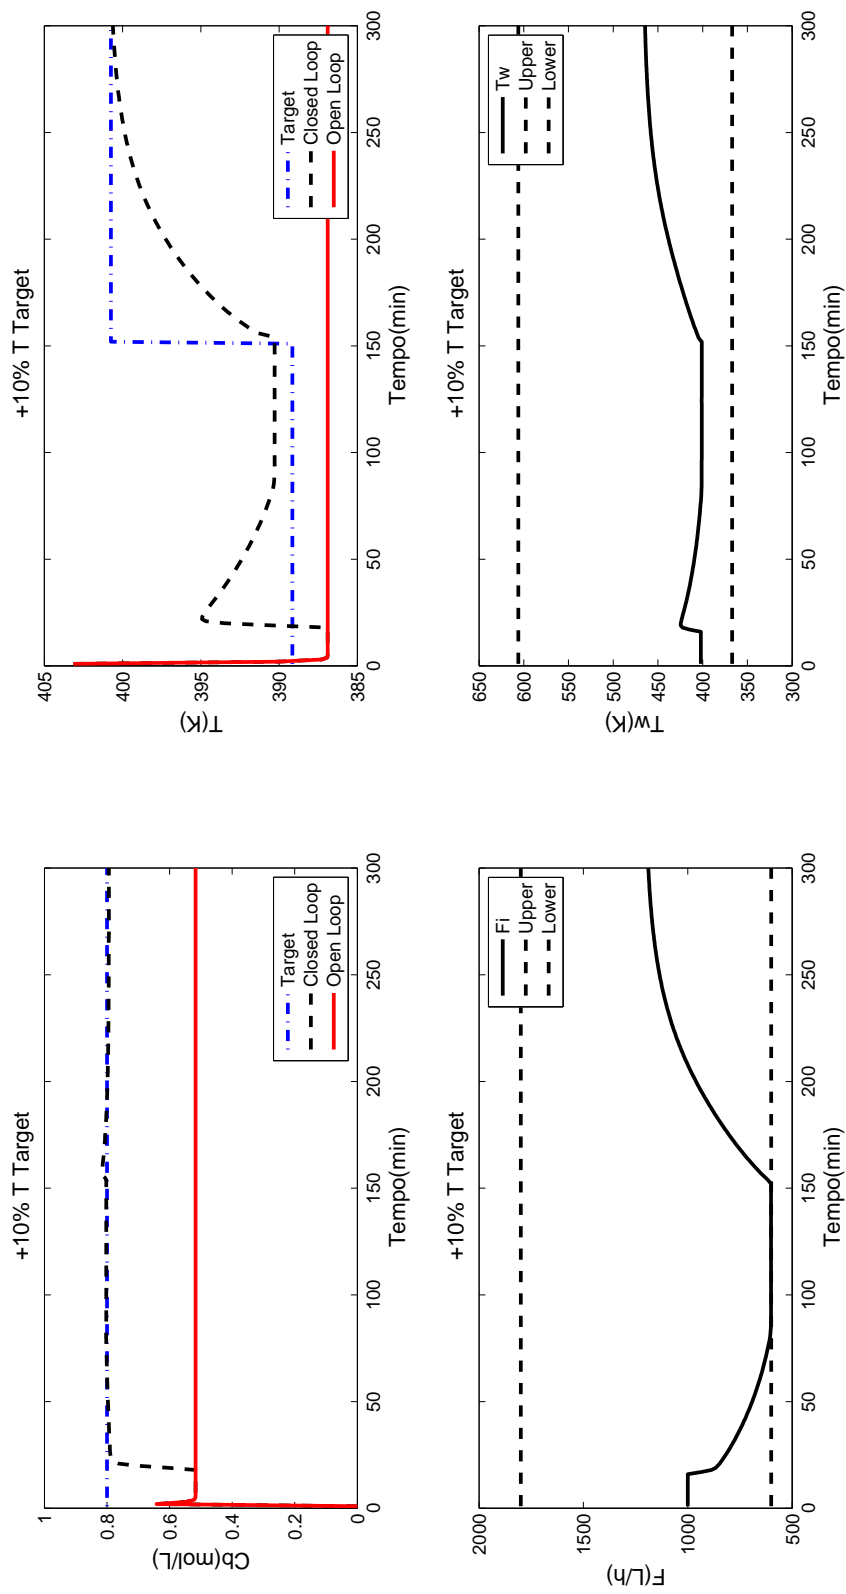 +10% T Target
Cb(mol/L)
1
0.8
0.6
0.4
0.2
0
0
50
100
150
200
250
300
Tempo(min)
Target
Closed Loop
Open Loop
+10% T Target
T(K)
405
400
395
390
385
0
50
100
150
200
250
300
Tempo(min)
Target
Closed Loop
Open Loop
+10% T Target
F(L/h)
2000
1500
1000
500
0
50
100
150
200
250
300
Tempo(min)
Fi
Upper
Lower
+10% T Target
Tw(K)
650
600
550
500
450
400
350
300
0
50
100
150
200
250
300
Tempo(min)
Tw
Upper
Lower